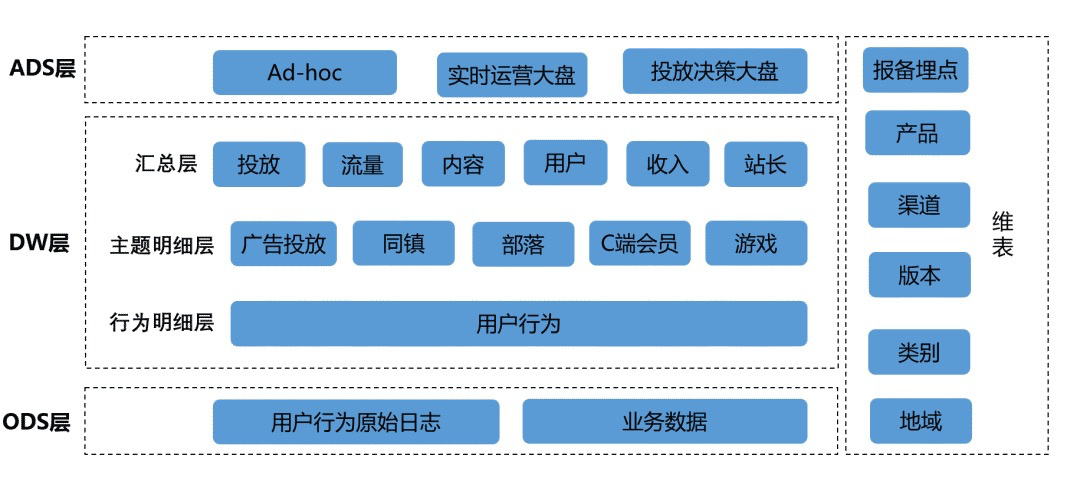 ADS层
Ad-hoc
实时运营大盘
投放决策大盘
DW层
汇总层
投放
流量
内容
用户
收入
站长
主题明细层
广告投放
同镇
部落
C端会员
游戏
行为明细层
用户行为
ODS层
用户行为原始日志
业务数据
报备埋点
产品
渠道
版本
类别
地域
维
表